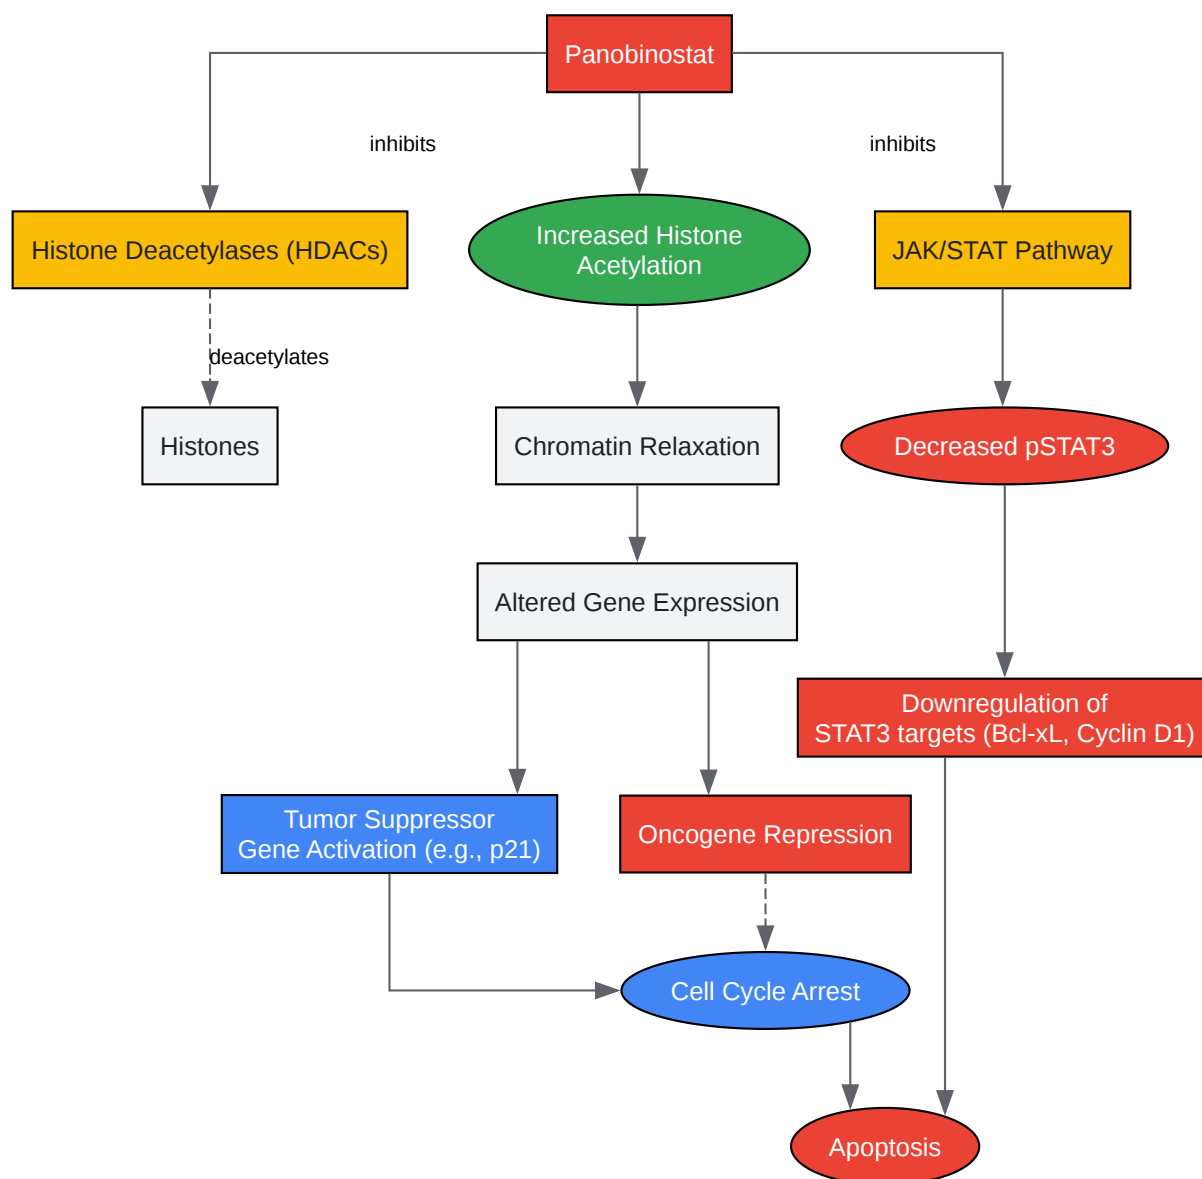 Panobinostat
inhibits
inhibits
Histone Deacetylases (HDACs)
Increased Histone
Acetylation
JAK/STAT Pathway
deacetylates
Histones
Chromatin Relaxation
Decreased pSTAT3
Altered Gene Expression
Downregulation of
STAT3 targets (Bcl-xL, Cyclin D1)
Tumor Suppressor
Gene Activation (e.g., p21)
Oncogene Repression
Cell Cycle Arrest
Apoptosis